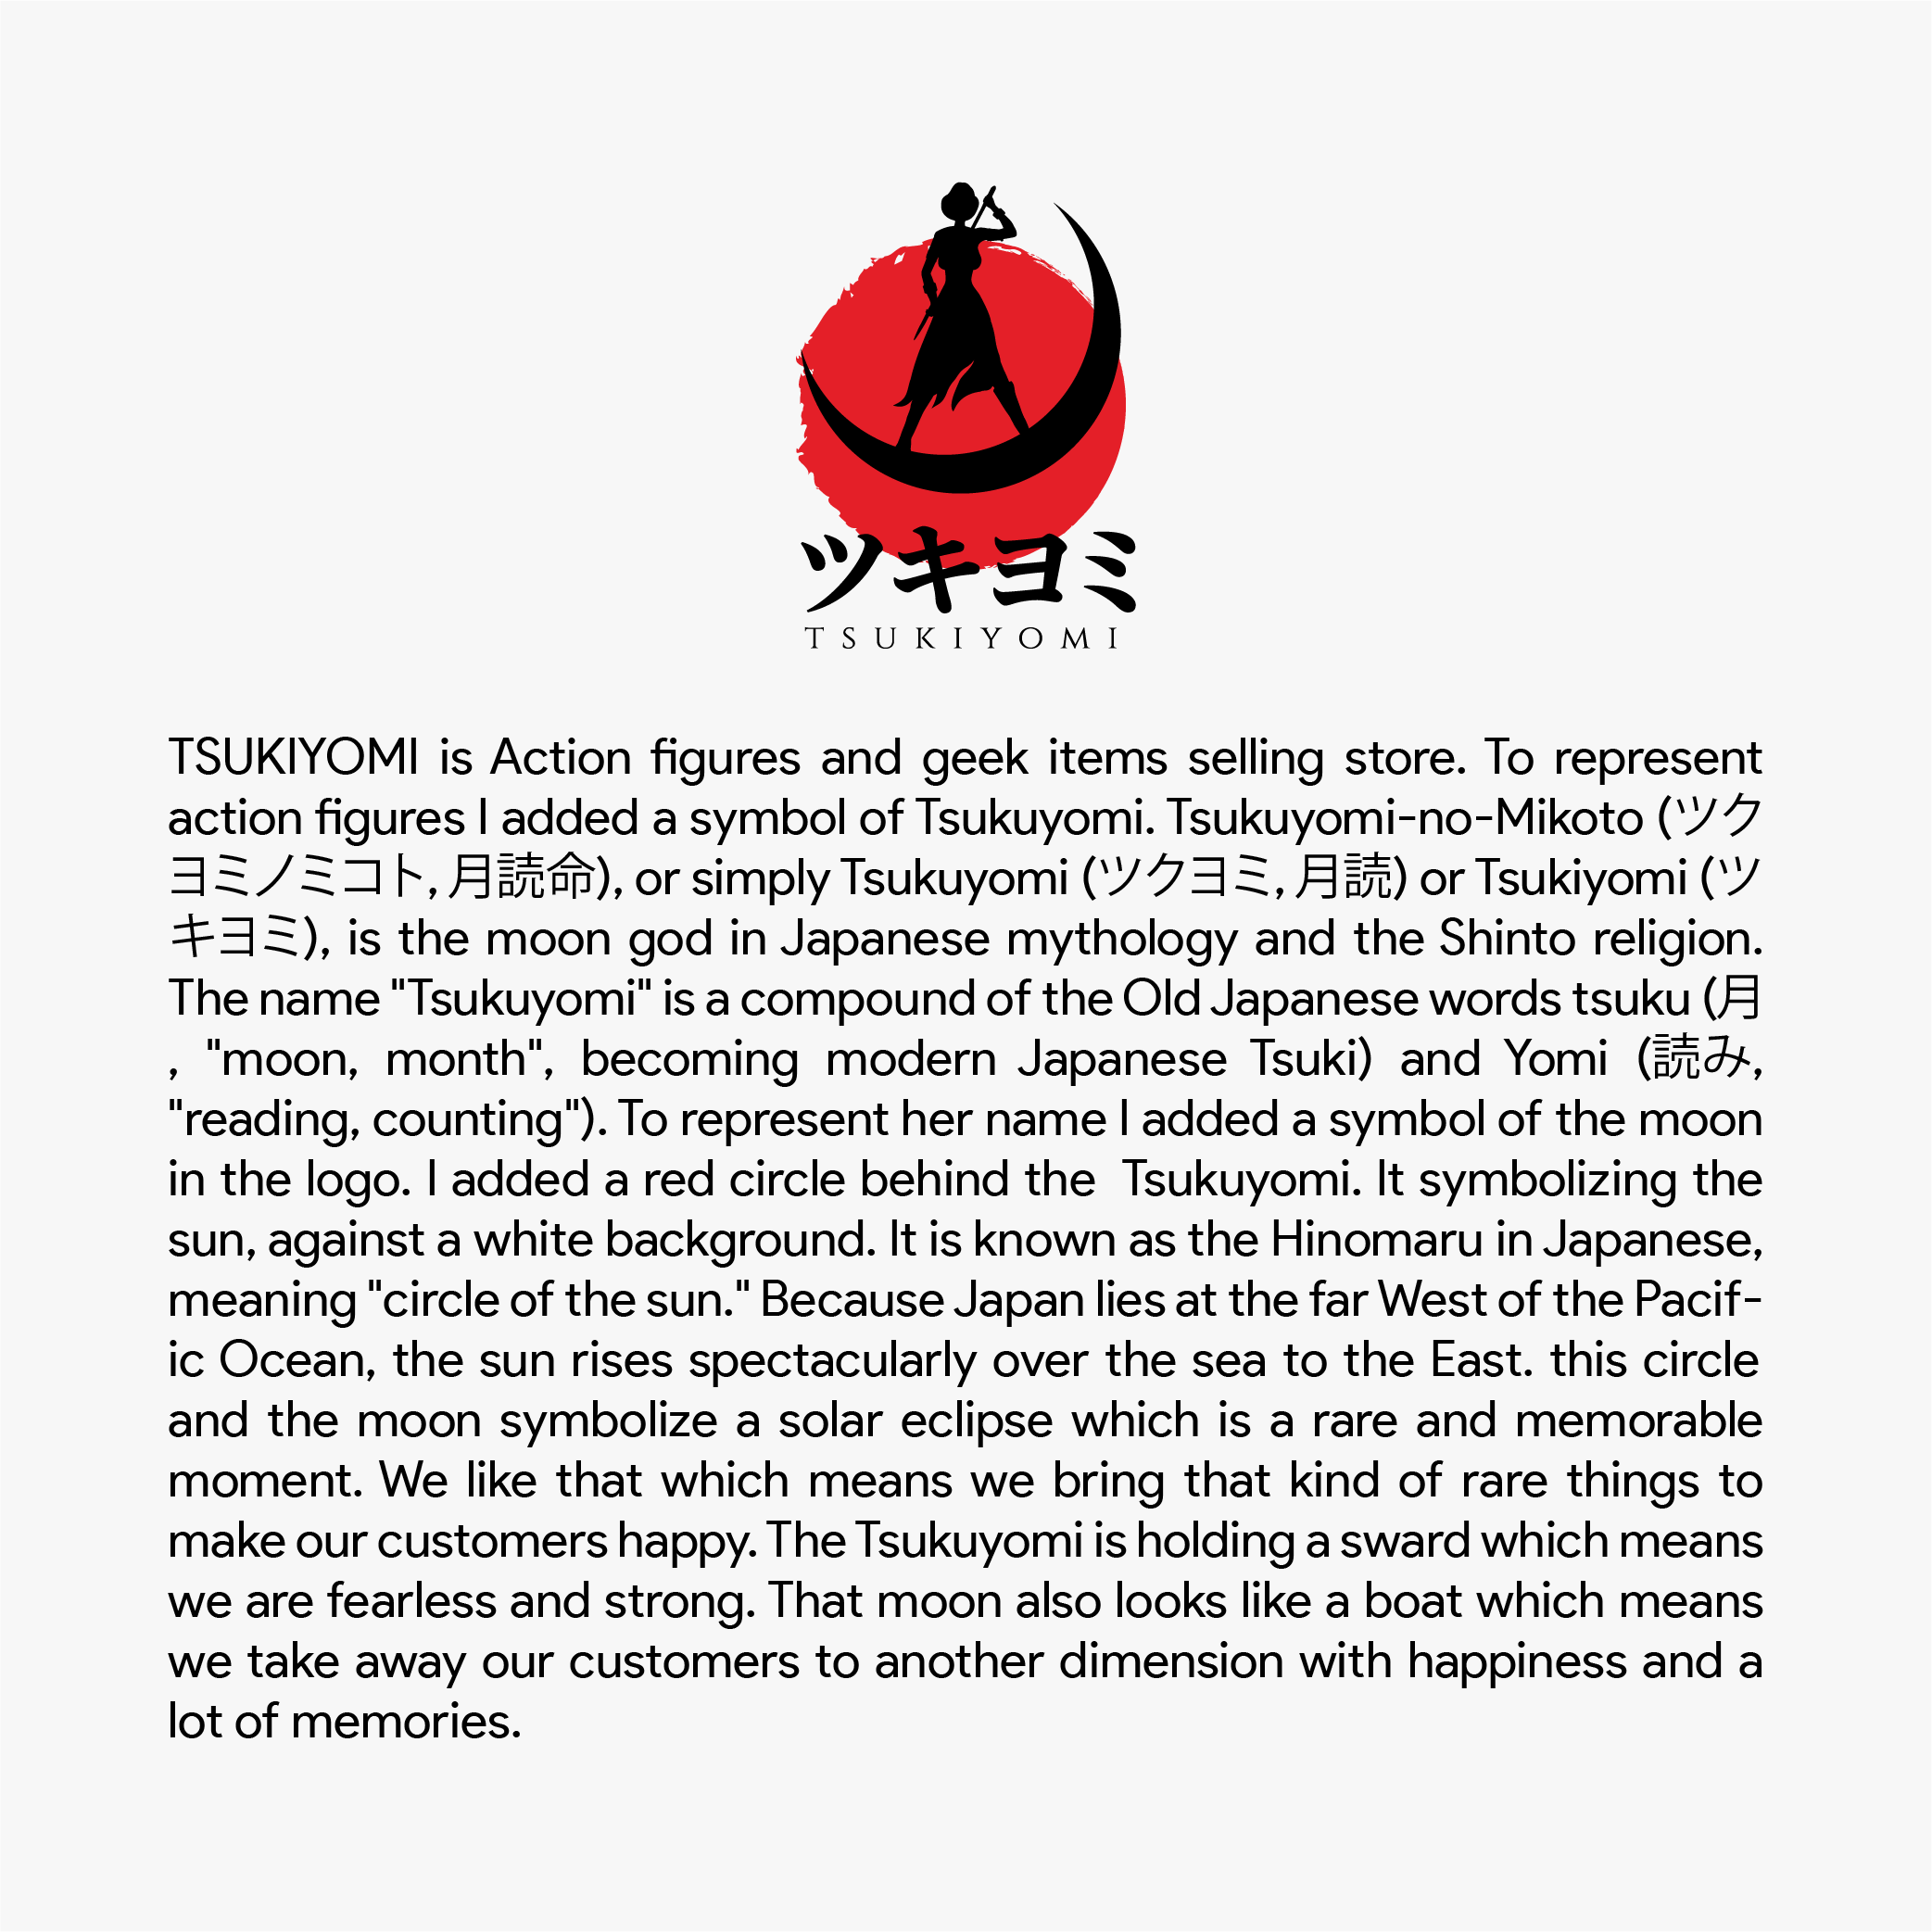 ツキヨミ
TSUKIYOMI
TSUKIYOMI is Action figures and geek items selling store. To represent
action figures I added a symbol of Tsukuyomi. Tsukuyomi-no-Mikoto (ツク
ヨミノミコト, 月読命), or simply Tsukuyomi (ツクヨミ, 月読) or Tsukiyomi (ツ
キヨミ), is the moon god in Japanese mythology and the Shinto religion.
The name "Tsukuyomi" is a compound of the Old Japanese words tsuku (月
, "moon, month", becoming modern Japanese Tsuki) and Yomi (読み,
"reading, counting"). To represent her name I added a symbol of the moon
in the logo. I added a red circle behind the  Tsukuyomi. It symbolizing the
sun, against a white background. It is known as the Hinomaru in Japanese,
meaning "circle of the sun." Because Japan lies at the far West of the Pacif-
ic Ocean, the sun rises spectacularly over the sea to the East. this circle
and the moon symbolize a solar eclipse which is a rare and memorable
moment. We like that which means we bring that kind of rare things to
make our customers happy. The Tsukuyomi is holding a sward which means
we are fearless and strong. That moon also looks like a boat which means
we take away our customers to another dimension with happiness and a
lot of memories.